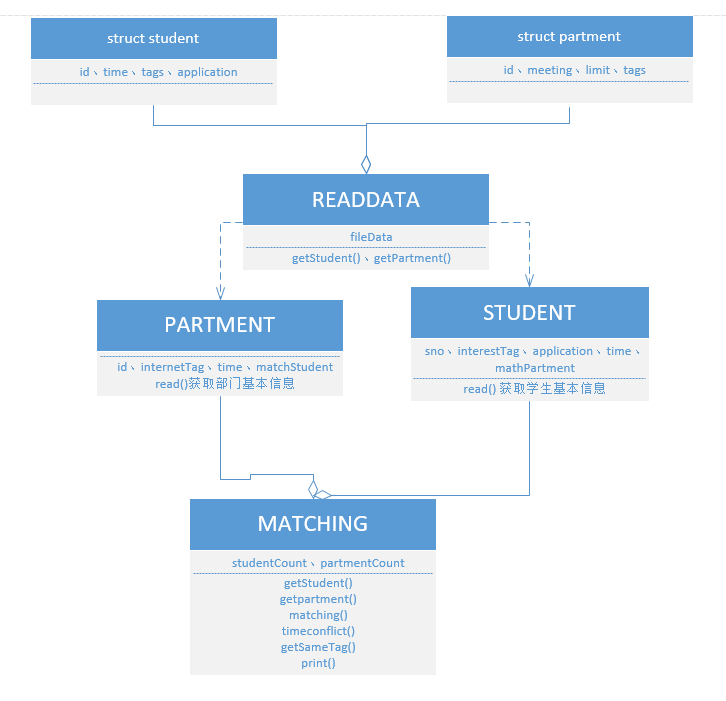 struct student
id、time、tags、application
struct partment
id、meeting、limit、tags
READDATA
fileData
getStudent()、getPartment()
PARTMENT
id、internetTag、time、matchStudent
read()获取部门基本信息
STUDENT
sno、interestTag、application、time、
mathPartment
read() 获取学生基本信息
MATCHING
studentCount、partmentCount
getStudent()
getpartment()
matching()
timeconflict()
getSameTag()
print()